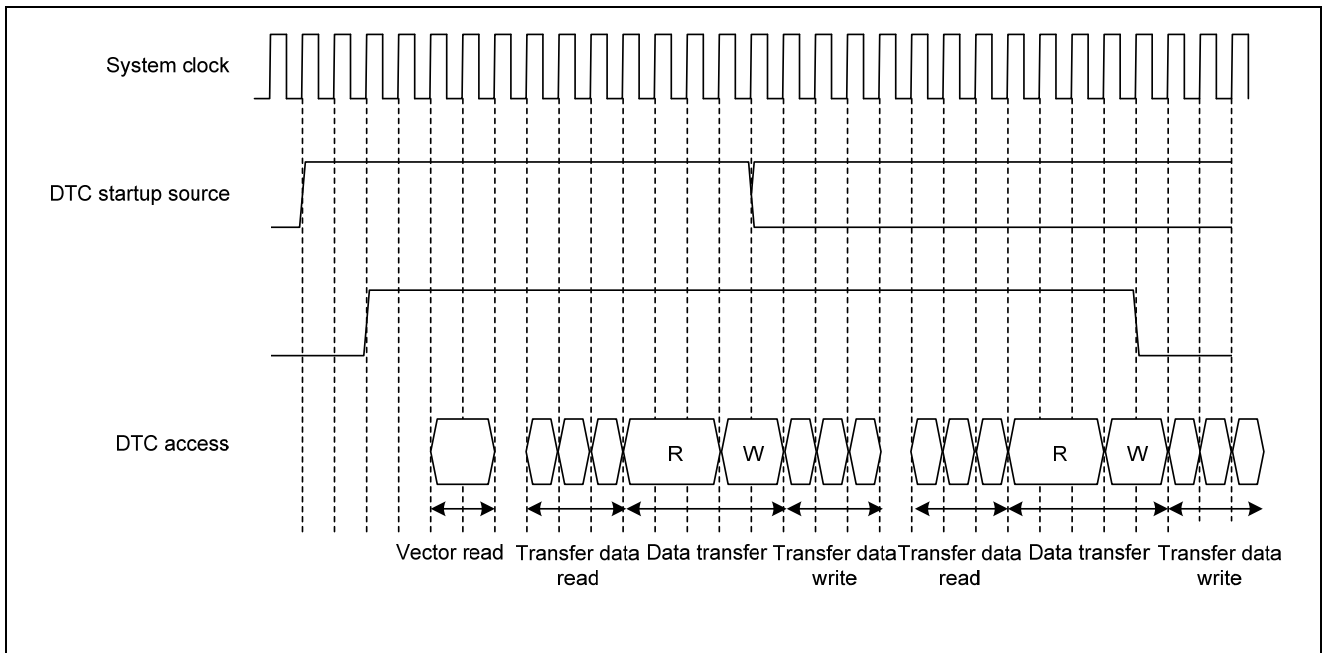 System clock
DTC startup source
DTC access
R
W
R
W
Vector read
Transfer data
read
Data transfer
Transfer data
write
Transfer data
read
Data transfer
Transfer data
write